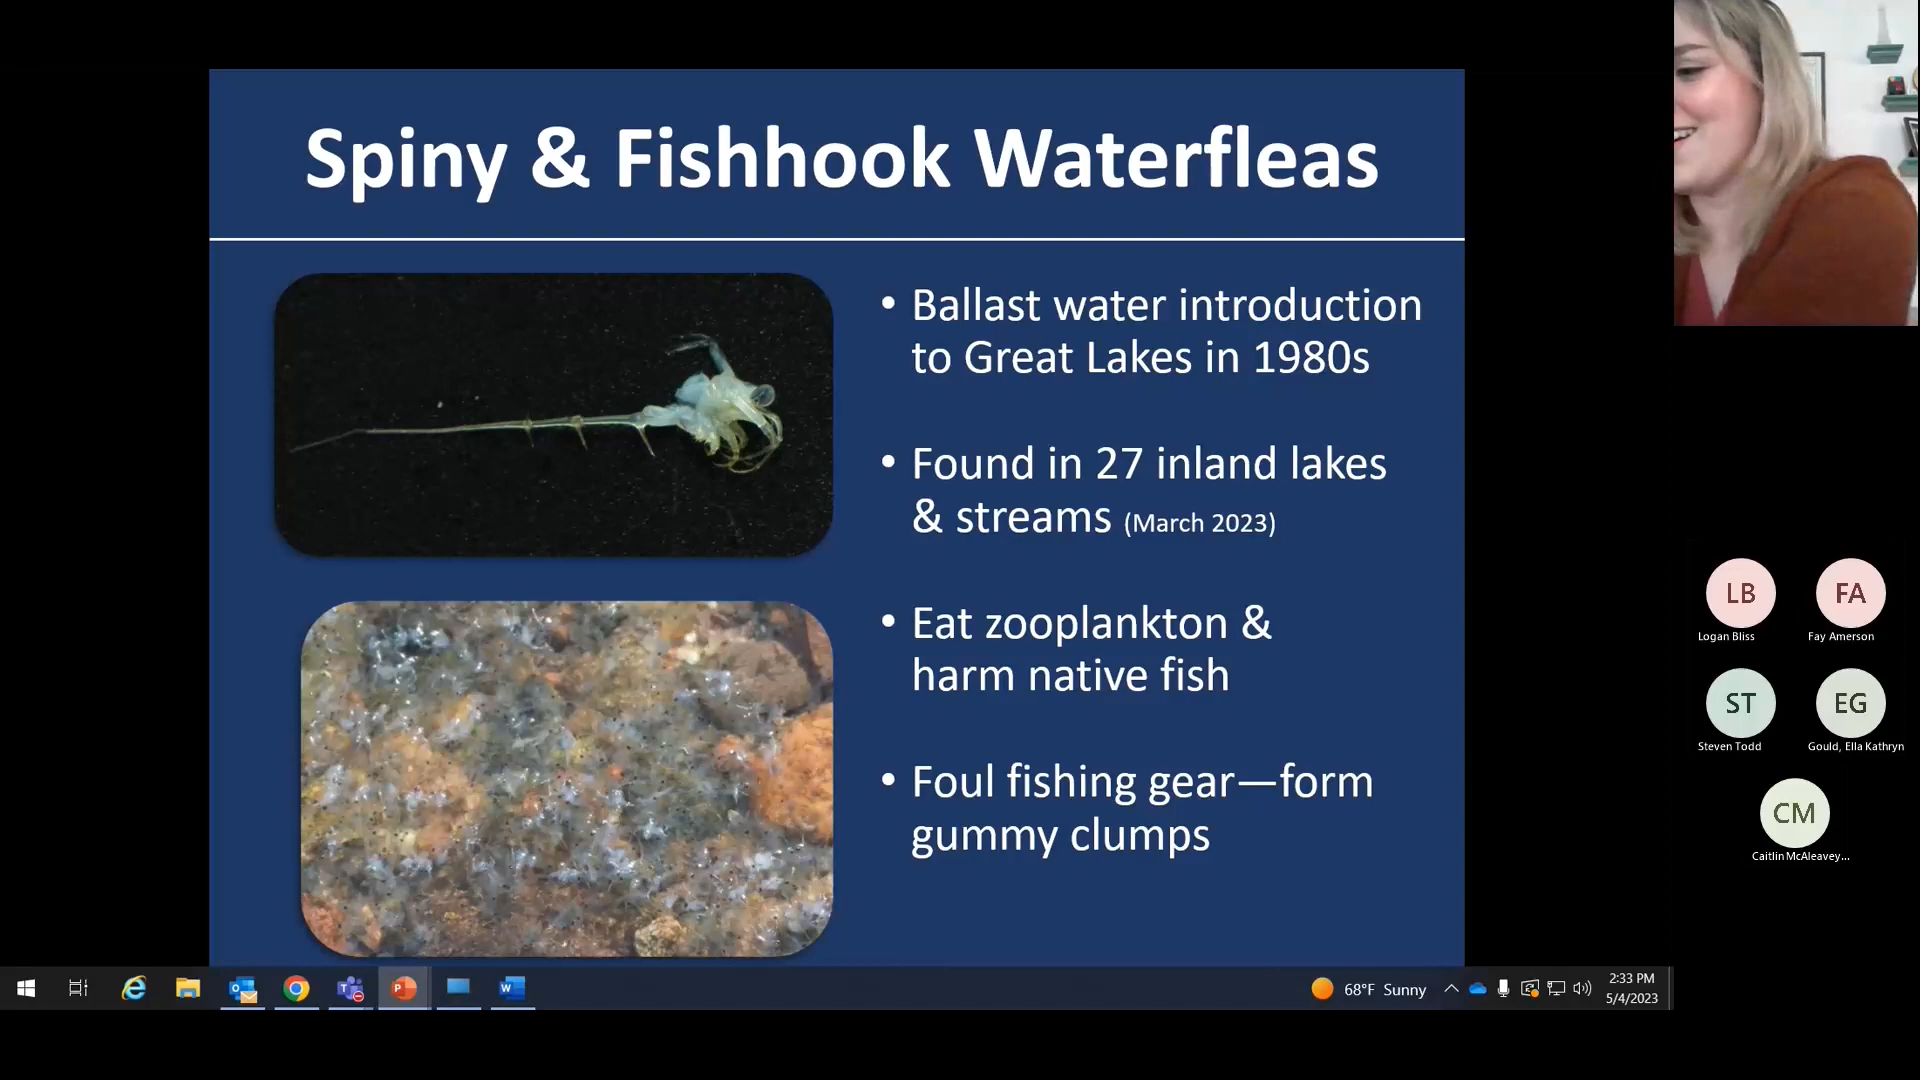 Spiny & Fishhook Waterfleas
• Ballast water introduction
to Great Lakes in 1980s
• Found in 27 inland lakes
& streams (March 2023)
• Eat zooplankton &
harm native fish
• Foul fishing gear—form
gummy clumps
LB
Logan Bliss
FA
Fay Amerson
ST
Steven Todd
EG
Gould, Ella Kathryn
CM
Caitlin McAleavey...
68°F Sunny
2:33 PM
5/4/2023